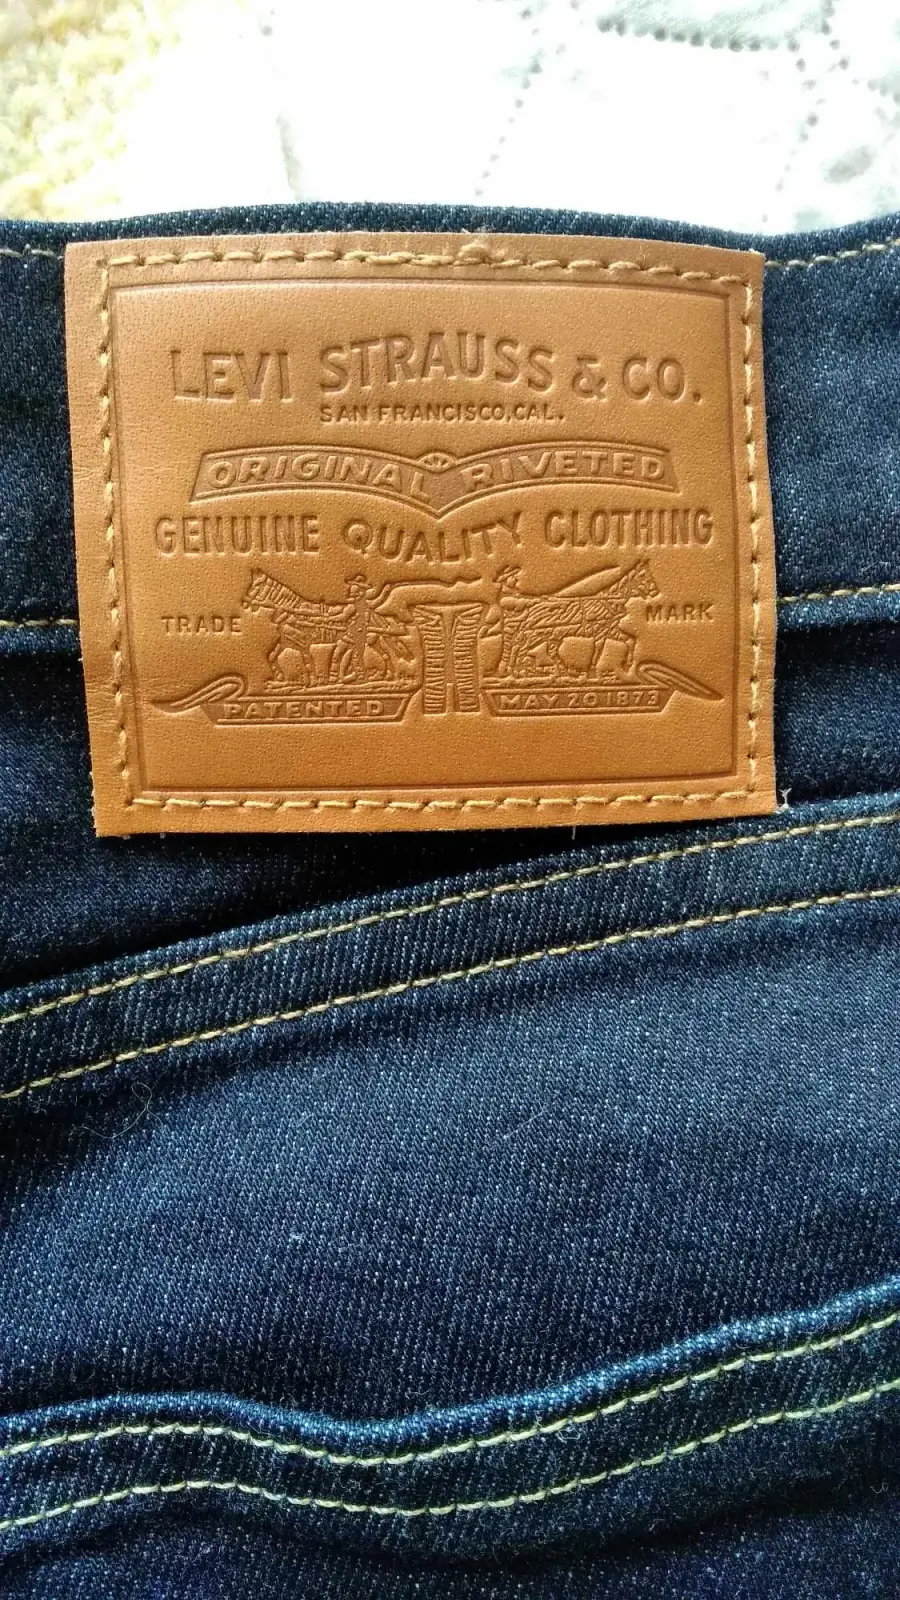 LEVI STRAUSS & CO.
SAN FRANCISCO, CAL.
ORIGINAL RIVETED
GENUINE QUALITY CLOTHING
TRADE MARK
PATENTED MAY 20 1873